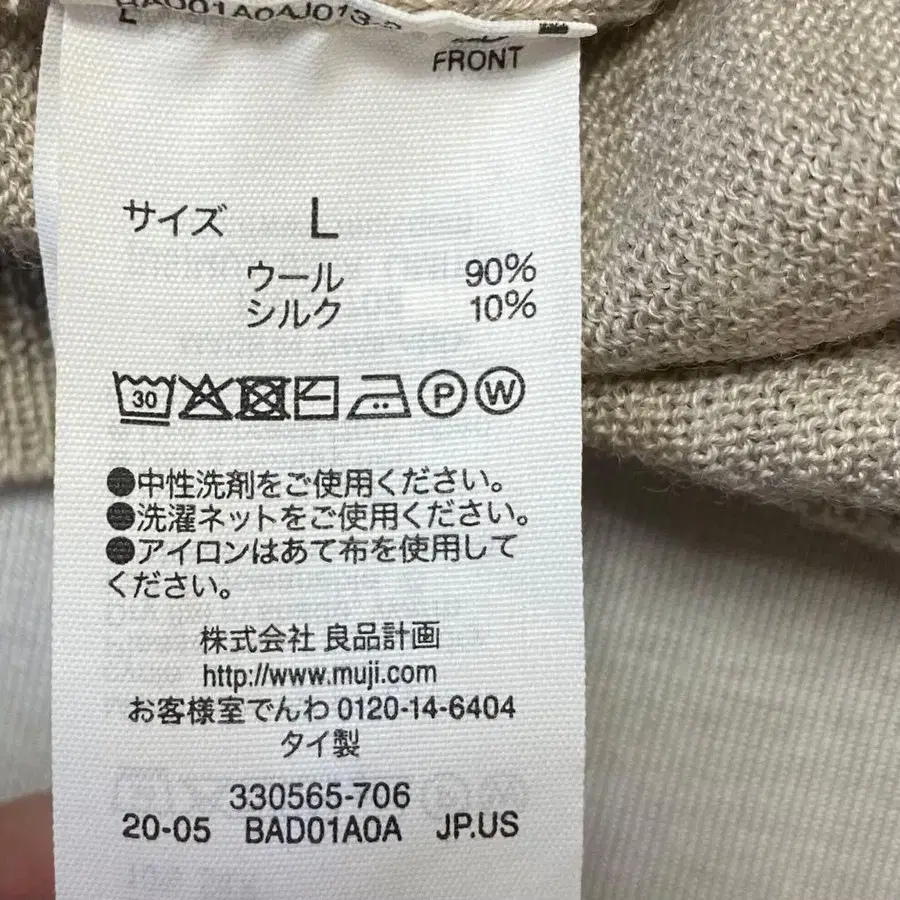 BAD01A0AJ013-2
L
FRONT
サイズ L
ウール 90%
シルク 10%
30 P W
●中性洗剤をご使用ください。
●洗濯ネットをご使用ください。
●アイロンはあて布を使用して
ください。
株式会社 良品計画
http://www.muji.com
お客様室でんわ 0120-14-6404
タイ製
330565-706
20-05 BAD01A0A JP.US